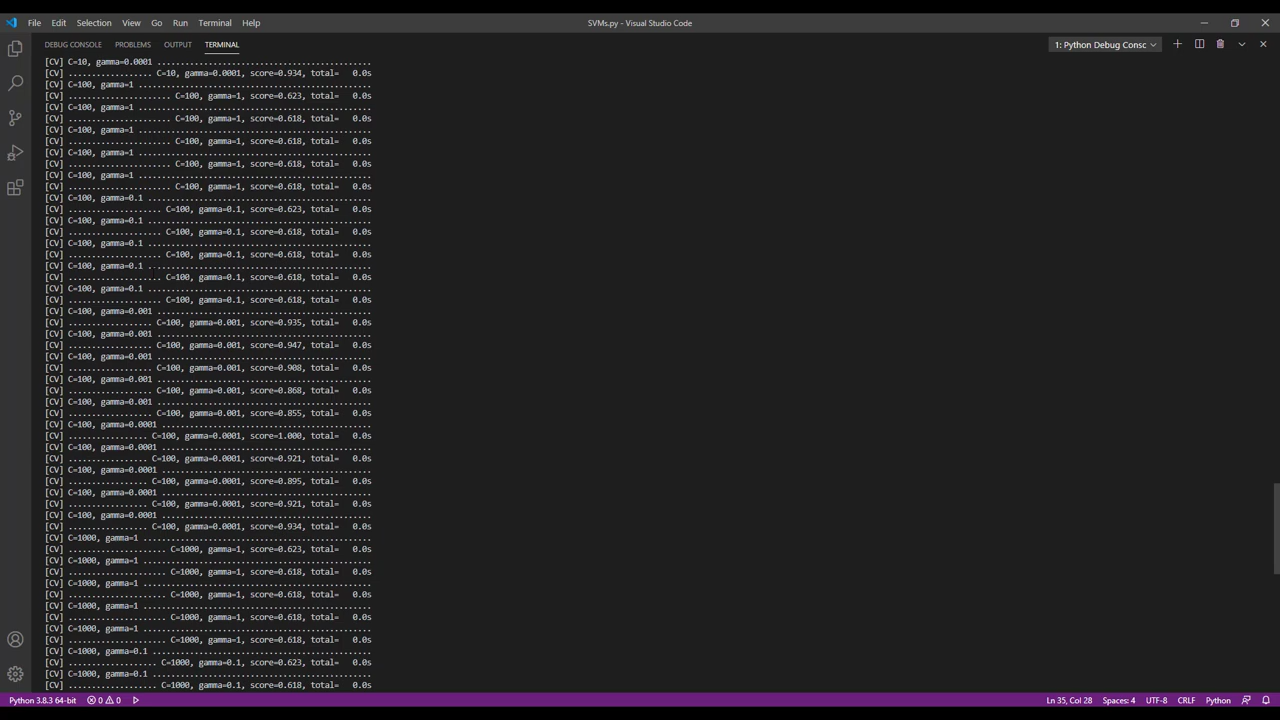 File Edit Selection View Go Run Terminal Help SVMs.py - Visual Studio Code
DEBUG CONSOLE PROBLEMS OUTPUT TERMINAL 1: Python Debug Consc
[CV] C=10, gamma=0.0001 ..............................................
[CV] .................. C=10, gamma=0.0001, score=0.934, total= 0.0s
[CV] C=100, gamma=1 ..................................................
[CV] ...................... C=100, gamma=1, score=0.623, total= 0.0s
[CV] C=100, gamma=1 ..................................................
[CV] ...................... C=100, gamma=1, score=0.618, total= 0.0s
[CV] C=100, gamma=1 ..................................................
[CV] ...................... C=100, gamma=1, score=0.618, total= 0.0s
[CV] C=100, gamma=1 ..................................................
[CV] ...................... C=100, gamma=1, score=0.618, total= 0.0s
[CV] C=100, gamma=1 ..................................................
[CV] ...................... C=100, gamma=1, score=0.618, total= 0.0s
[CV] C=100, gamma=0.1 ................................................
[CV] .................... C=100, gamma=0.1, score=0.623, total= 0.0s
[CV] C=100, gamma=0.1 ................................................
[CV] .................... C=100, gamma=0.1, score=0.618, total= 0.0s
[CV] C=100, gamma=0.1 ................................................
[CV] .................... C=100, gamma=0.1, score=0.618, total= 0.0s
[CV] C=100, gamma=0.1 ................................................
[CV] .................... C=100, gamma=0.1, score=0.618, total= 0.0s
[CV] C=100, gamma=0.1 ................................................
[CV] .................... C=100, gamma=0.1, score=0.618, total= 0.0s
[CV] C=100, gamma=0.001 ..............................................
[CV] .................. C=100, gamma=0.001, score=0.935, total= 0.0s
[CV] C=100, gamma=0.001 ..............................................
[CV] .................. C=100, gamma=0.001, score=0.947, total= 0.0s
[CV] C=100, gamma=0.001 ..............................................
[CV] .................. C=100, gamma=0.001, score=0.908, total= 0.0s
[CV] C=100, gamma=0.001 ..............................................
[CV] .................. C=100, gamma=0.001, score=0.868, total= 0.0s
[CV] C=100, gamma=0.001 ..............................................
[CV] .................. C=100, gamma=0.001, score=0.855, total= 0.0s
[CV] C=100, gamma=0.0001 .............................................
[CV] ................. C=100, gamma=0.0001, score=1.000, total= 0.0s
[CV] C=100, gamma=0.0001 .............................................
[CV] ................. C=100, gamma=0.0001, score=0.921, total= 0.0s
[CV] C=100, gamma=0.0001 .............................................
[CV] ................. C=100, gamma=0.0001, score=0.895, total= 0.0s
[CV] C=100, gamma=0.0001 .............................................
[CV] ................. C=100, gamma=0.0001, score=0.921, total= 0.0s
[CV] C=100, gamma=0.0001 .............................................
[CV] ................. C=100, gamma=0.0001, score=0.934, total= 0.0s
[CV] C=1000, gamma=1 .................................................
[CV] ..................... C=1000, gamma=1, score=0.623, total= 0.0s
[CV] C=1000, gamma=1 .................................................
[CV] ..................... C=1000, gamma=1, score=0.618, total= 0.0s
[CV] C=1000, gamma=1 .................................................
[CV] ..................... C=1000, gamma=1, score=0.618, total= 0.0s
[CV] C=1000, gamma=1 .................................................
[CV] ..................... C=1000, gamma=1, score=0.618, total= 0.0s
[CV] C=1000, gamma=1 .................................................
[CV] ..................... C=1000, gamma=1, score=0.618, total= 0.0s
[CV] C=1000, gamma=0.1 ...............................................
[CV] ................... C=1000, gamma=0.1, score=0.623, total= 0.0s
[CV] C=1000, gamma=0.1 ...............................................
[CV] ................... C=1000, gamma=0.1, score=0.618, total= 0.0s
Python 3.8.3 64-bit 0 0 Ln 35, Col 28 Spaces: 4 UTF-8 CRLF Python